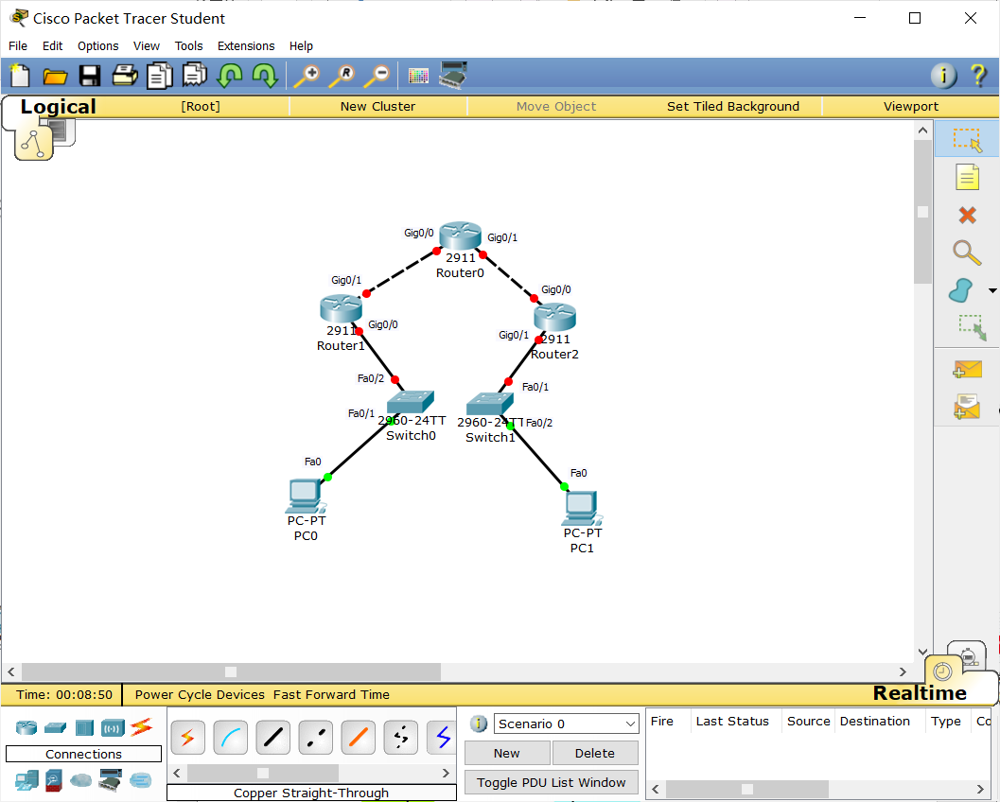 Cisco Packet Tracer Student
File Edit Options View Tools Extensions Help
Logical [Root] New Cluster Move Object Set Tiled Background Viewport
Gig0/0 Gig0/1
2911
Router0
Gig0/1 Gig0/0
2911 Gig0/0
Router1
Gig0/1 2911
Router2
Fa0/2 Fa0/1
Fa0/1 2960-24TT
Switch0
2960-24TT Fa0/2
Switch1
Fa0 Fa0
PC-PT
PC0
PC-PT
PC1
Time: 00:08:50 Power Cycle Devices Fast Forward Time Realtime
Connections
Copper Straight-Through
Scenario 0
New Delete
Toggle PDU List Window
Fire Last Status Source Destination Type Co